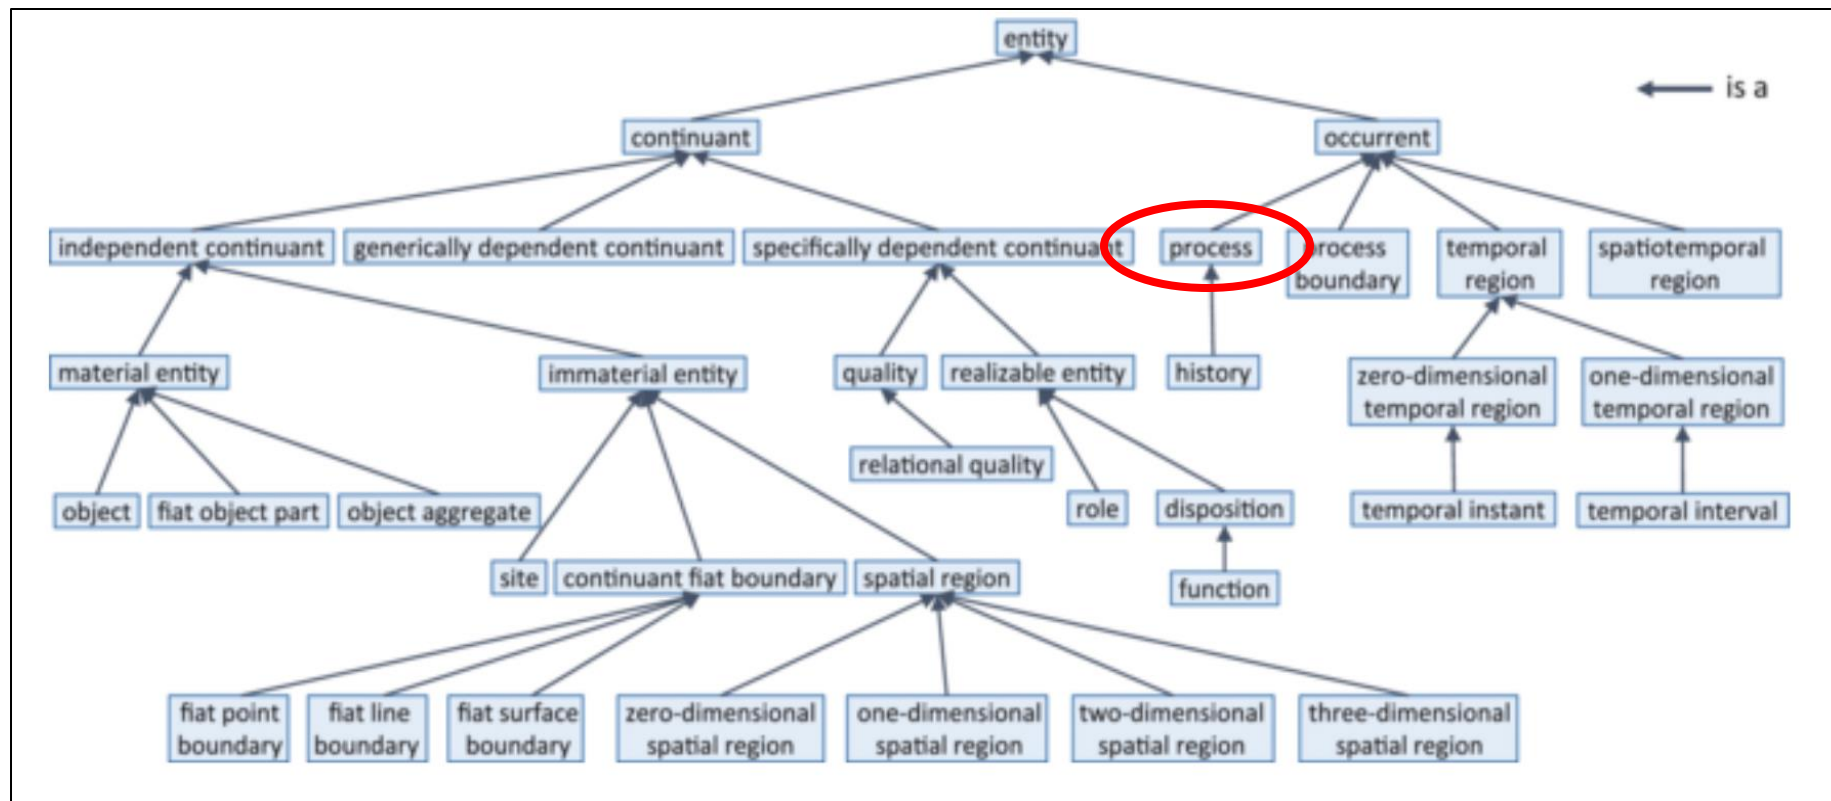 entity
is a
continuant
occurrent
independent continuant
generically dependent continuant
specifically dependent continuant
process
process
boundary
temporal
region
spatiotemporal
region
material entity
immaterial entity
quality
realizable entity
history
zero-dimensional
temporal region
one-dimensional
temporal region
relational quality
object
fiat object part
object aggregate
role
disposition
temporal instant
temporal interval
site
continuant fiat boundary
spatial region
function
fiat point
boundary
fiat line
boundary
fiat surface
boundary
zero-dimensional
spatial region
one-dimensional
spatial region
two-dimensional
spatial region
three-dimensional
spatial region